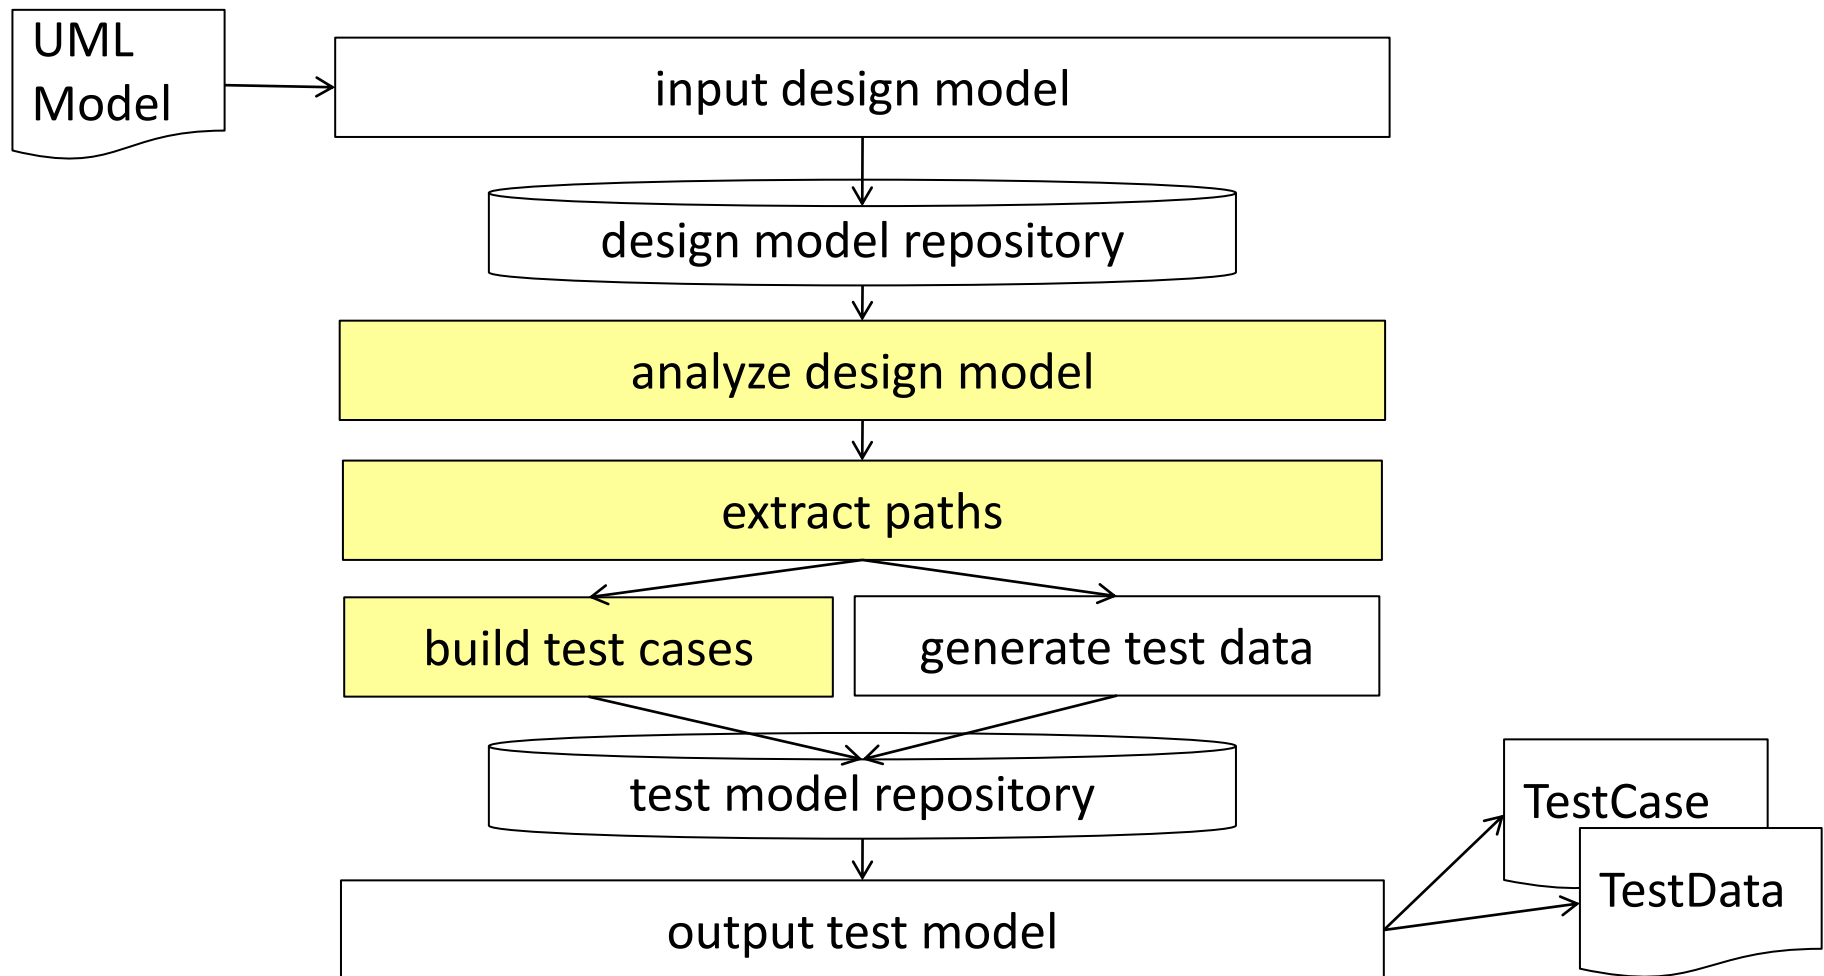 UML
Model
input design model
design model repository
analyze design model
extract paths
build test cases
generate test data
test model repository
TestCase
TestData
output test model